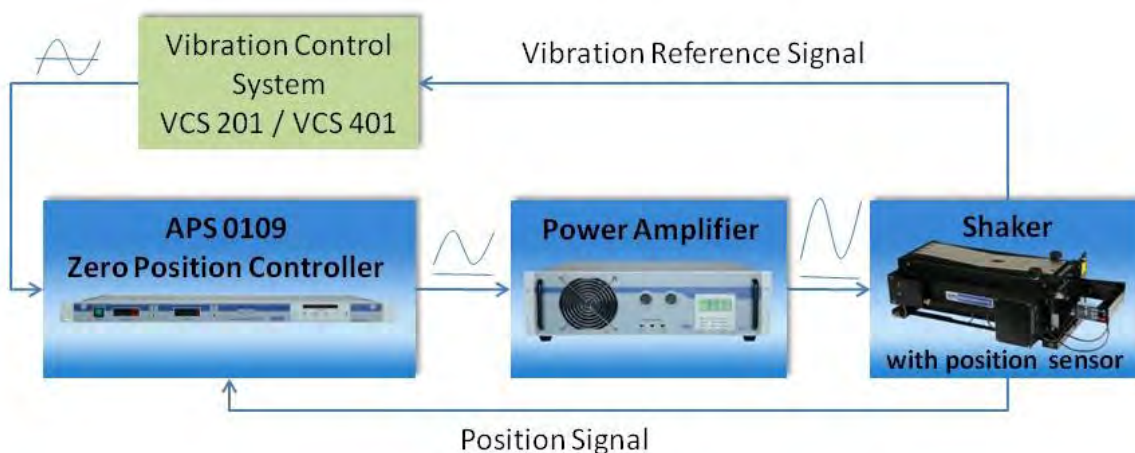 Vibration Control
System
VCS 201 / VCS 401
Vibration Reference Signal
APS 0109
Zero Position Controller
Power Amplifier
Shaker
with position sensor
Position Signal